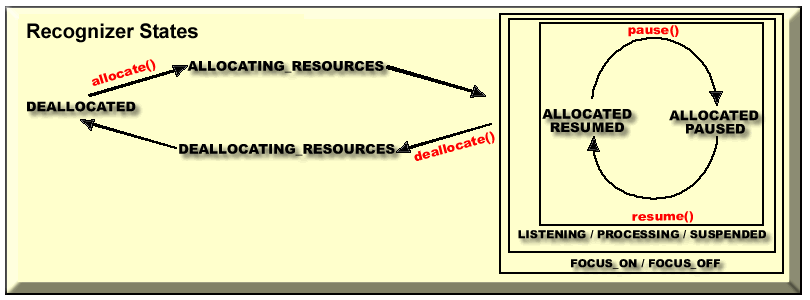 Recognizer States
allocate()
ALLOCATING_RESOURCES
DEALLOCATED
DEALLOCATING_RESOURCES
deallocate()
pause()
ALLOCATED
RESUMED
ALLOCATED
PAUSED
resume()
LISTENING / PROCESSING / SUSPENDED
FOCUS_ON / FOCUS_OFF